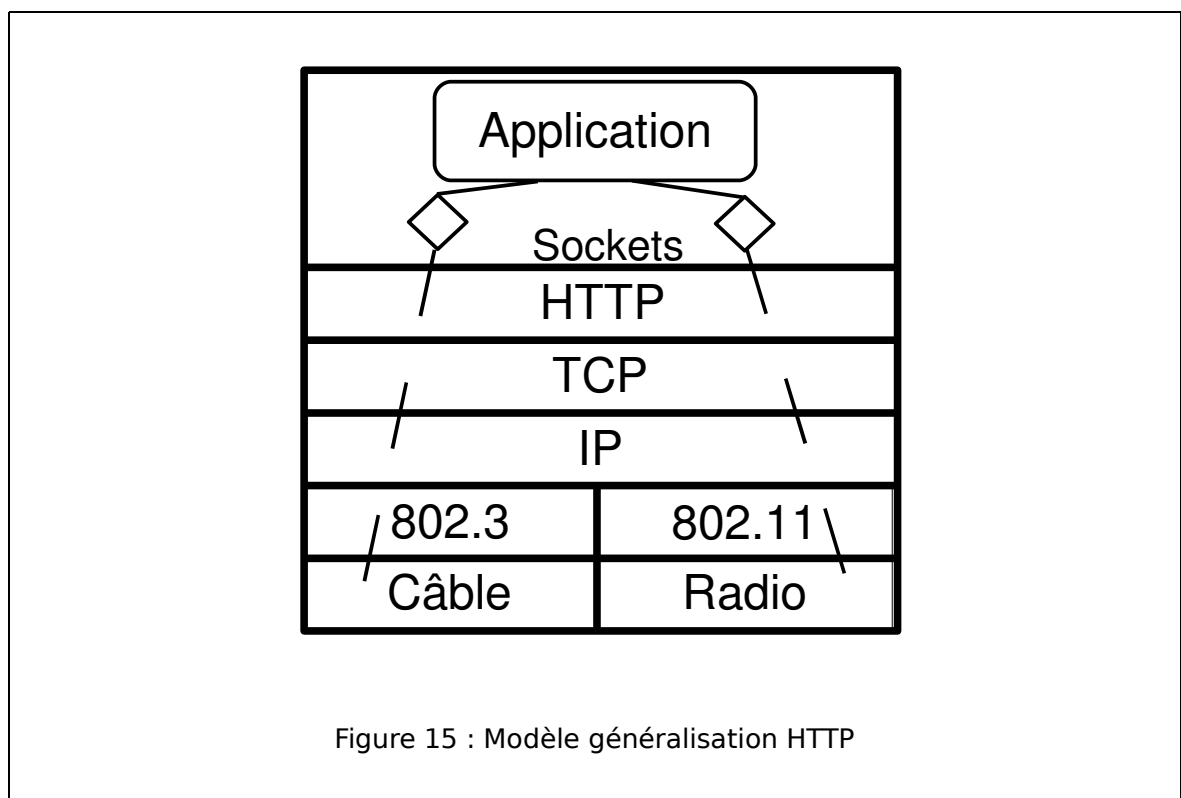 Application
Sockets
HTTP
TCP
IP
802.3 802.11
Câble Radio
Figure 15 : Modèle généralisation HTTP